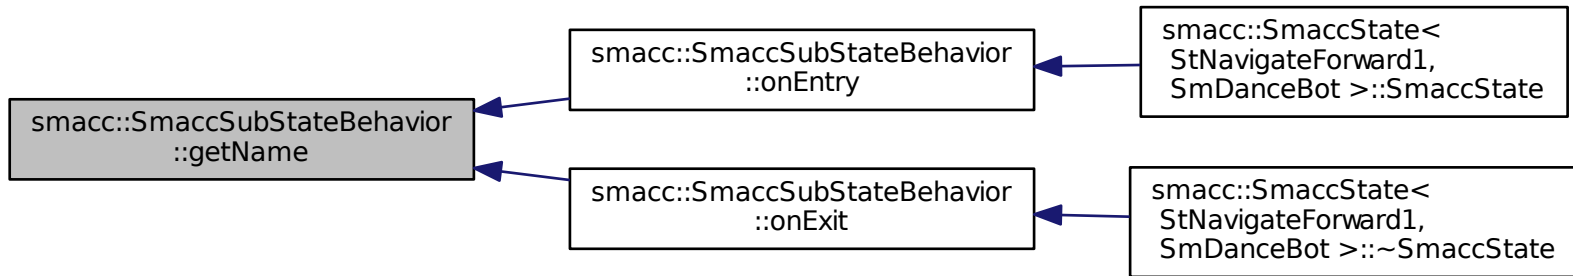 smacc::SmaccSubStateBehavior
::getName
smacc::SmaccSubStateBehavior
::onEntry
smacc::SmaccState<
StNavigateForward1,
SmDanceBot >::SmaccState
smacc::SmaccSubStateBehavior
::onExit
smacc::SmaccState<
StNavigateForward1,
SmDanceBot >::~SmaccState